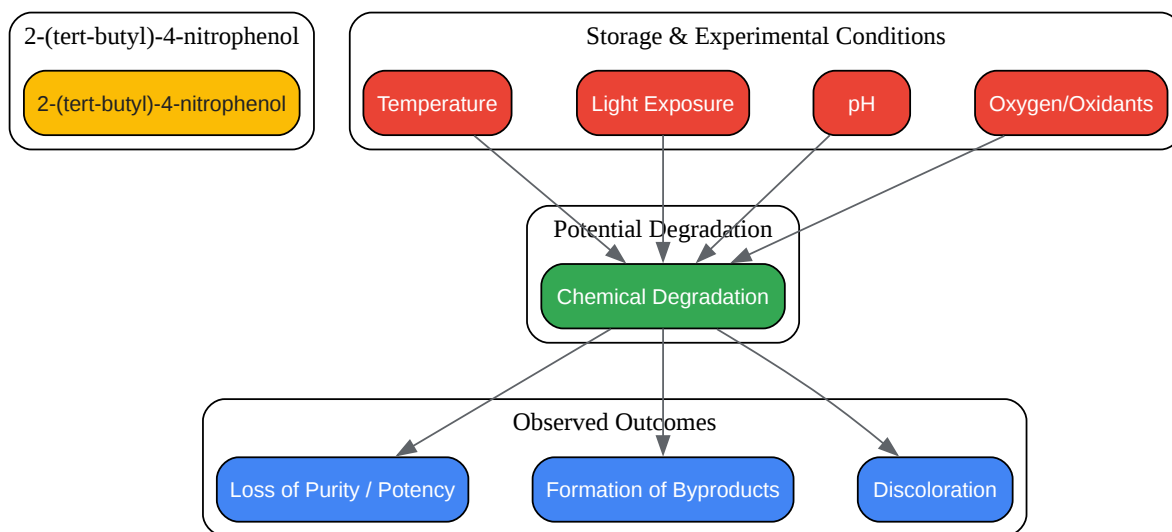 2-(tert-butyl)-4-nitrophenol
2-(tert-butyl)-4-nitrophenol
Storage & Experimental Conditions
Temperature
Light Exposure
pH
Oxygen/Oxidants
Potential Degradation
Chemical Degradation
Observed Outcomes
Loss of Purity / Potency
Formation of Byproducts
Discoloration